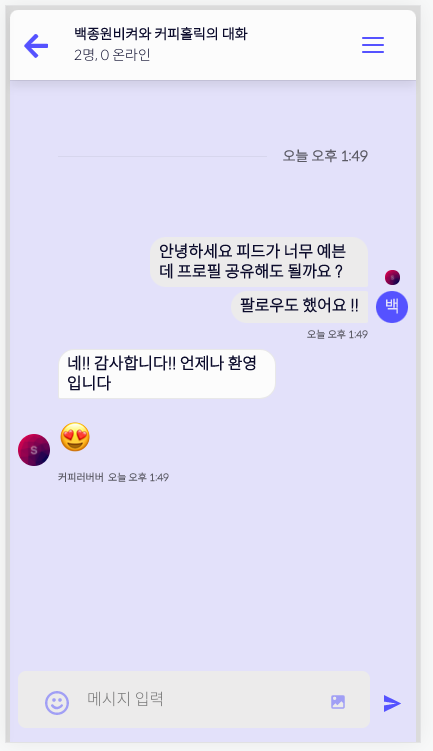 백종원비켜와 커피홀릭의 대화
2명, 0 온라인
오늘 오후 1:49
안녕하세요 피드가 너무 예쁜
데 프로필 공유해도 될까요 ?
팔로우도 했어요 !!
백
오늘 오후 1:49
네!! 감사합니다!! 언제나 환영
입니다
S
커피러버버 오늘 오후 1:49
메시지 입력